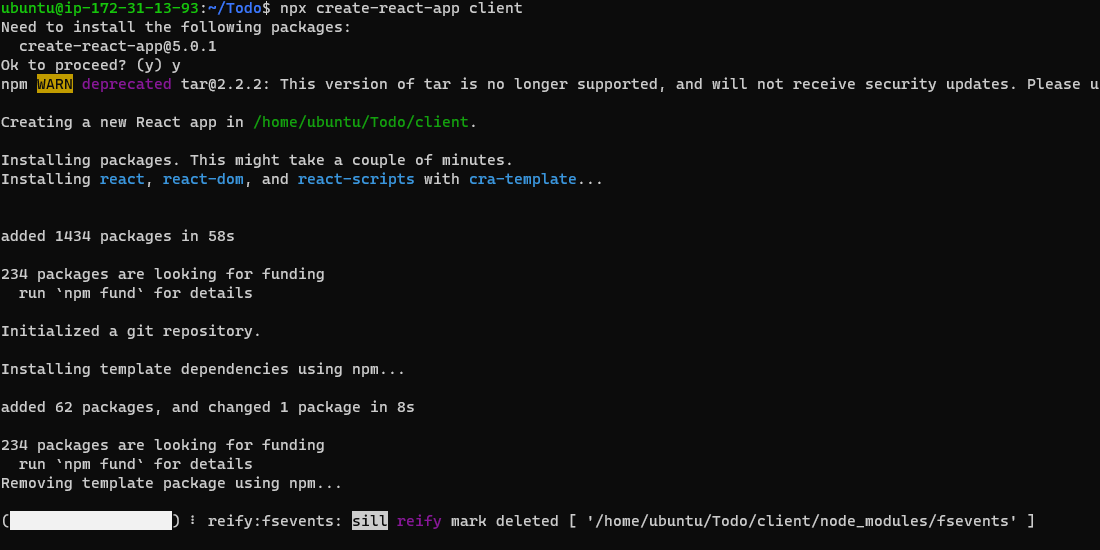 ubuntu@ip-172-31-13-93:~/Todo$ npx create-react-app client
Need to install the following packages:
  create-react-app@5.0.1
Ok to proceed? (y) y
npm WARN deprecated tar@2.2.2: This version of tar is no longer supported, and will not receive security updates. Please u
Creating a new React app in /home/ubuntu/Todo/client.
Installing packages. This might take a couple of minutes.
Installing react, react-dom, and react-scripts with cra-template...
added 1434 packages in 58s
234 packages are looking for funding
  run `npm fund` for details
Initialized a git repository.
Installing template dependencies using npm...
added 62 packages, and changed 1 package in 8s
234 packages are looking for funding
  run `npm fund` for details
Removing template package using npm...
(                  ) ⠸ reify:fsevents: sill reify mark deleted [ '/home/ubuntu/Todo/client/node_modules/fsevents' ]